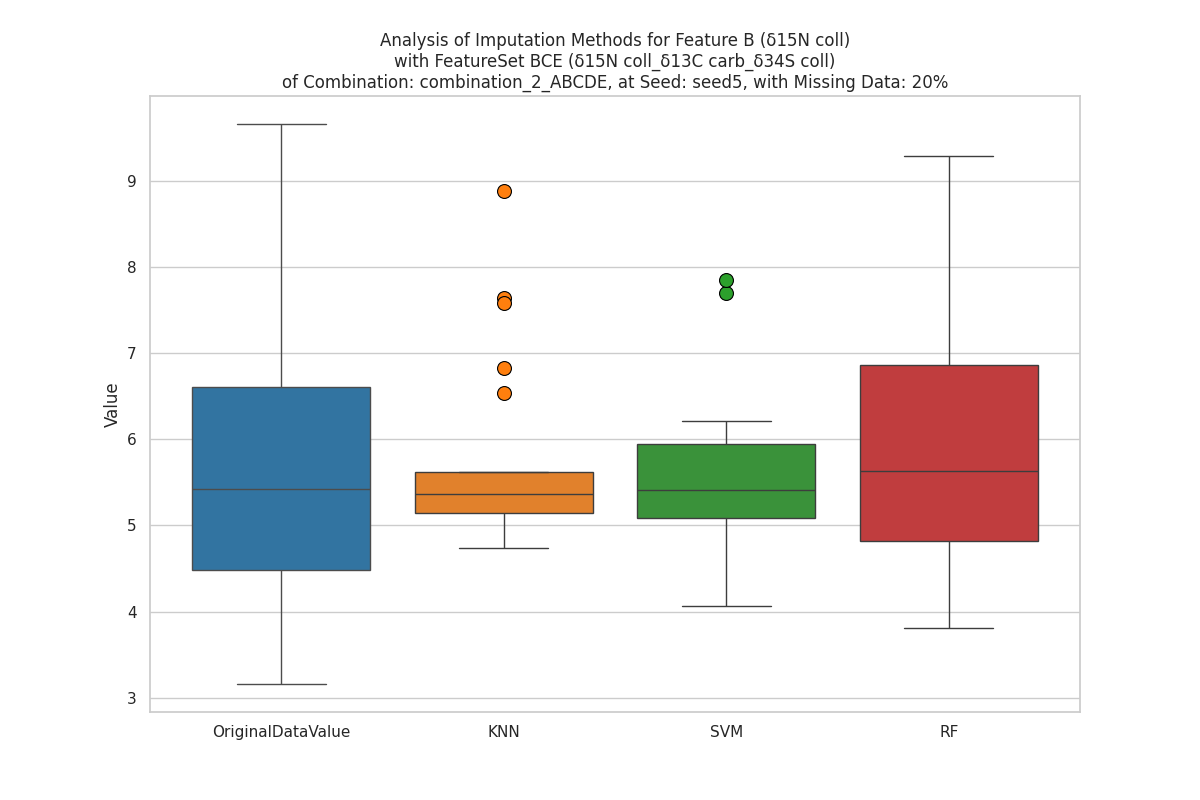 Analysis of Imputation Methods for Feature B (δ15N coll)
with FeatureSet BCE (δ15N coll_δ13C carb_δ34S coll)
of Combination: combination_2_ABCDE, at Seed: seed5, with Missing Data: 20%
9
8
7
6
5
4
3
Value
OriginalDataValue
KNN
SVM
RF